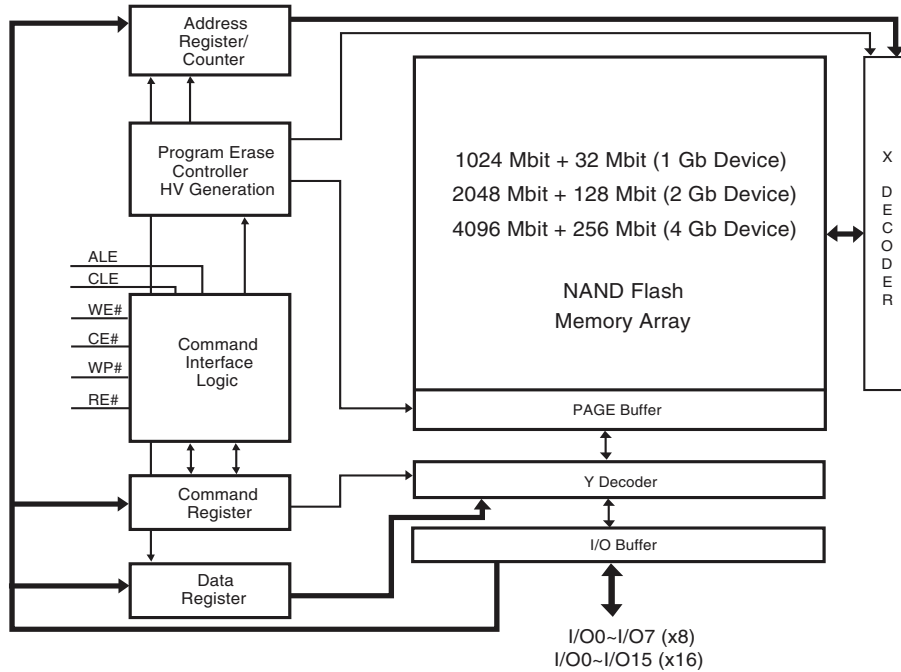 Address
Register/
Counter
Program Erase
Controller
HV Generation
ALE
CLE
WE#
CE#
WP#
RE#
Command
Interface
Logic
Command
Register
Data
Register
1024 Mbit + 32 Mbit (1 Gb Device)
2048 Mbit + 128 Mbit (2 Gb Device)
4096 Mbit + 256 Mbit (4 Gb Device)
NAND Flash
Memory Array
PAGE Buffer
Y Decoder
I/O Buffer
I/O0~I/O7 (x8)
I/O0~I/O15 (x16)
X DECODER